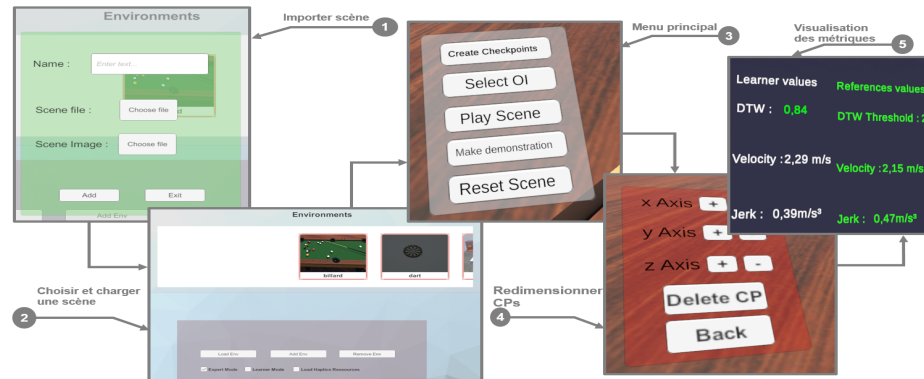 Environments
Importer scène
1
Name :
Enter text...
Scene file :
Choose file
Scene Image :
Choose file
Add
Exit
Add Env
Choisir et charger
une scène
2
Environments
billard
dart
Load Env
Add Env
Remove Env
Expert Mode
Learner Mode
Load Haptics Ressources
Menu principal
3
Create Checkpoints
Select OI
Play Scene
Make demonstration
Reset Scene
Redimensionner
CPs
4
x Axis +
y Axis +
z Axis + -
Delete CP
Back
Visualisation
des métriques
5
Learner values
References values
DTW : 0,84
DTW Threshold : 2
Velocity :2,29 m/s
Velocity :2,15 m/s
Jerk : 0,39m/s³
Jerk : 0,47m/s³